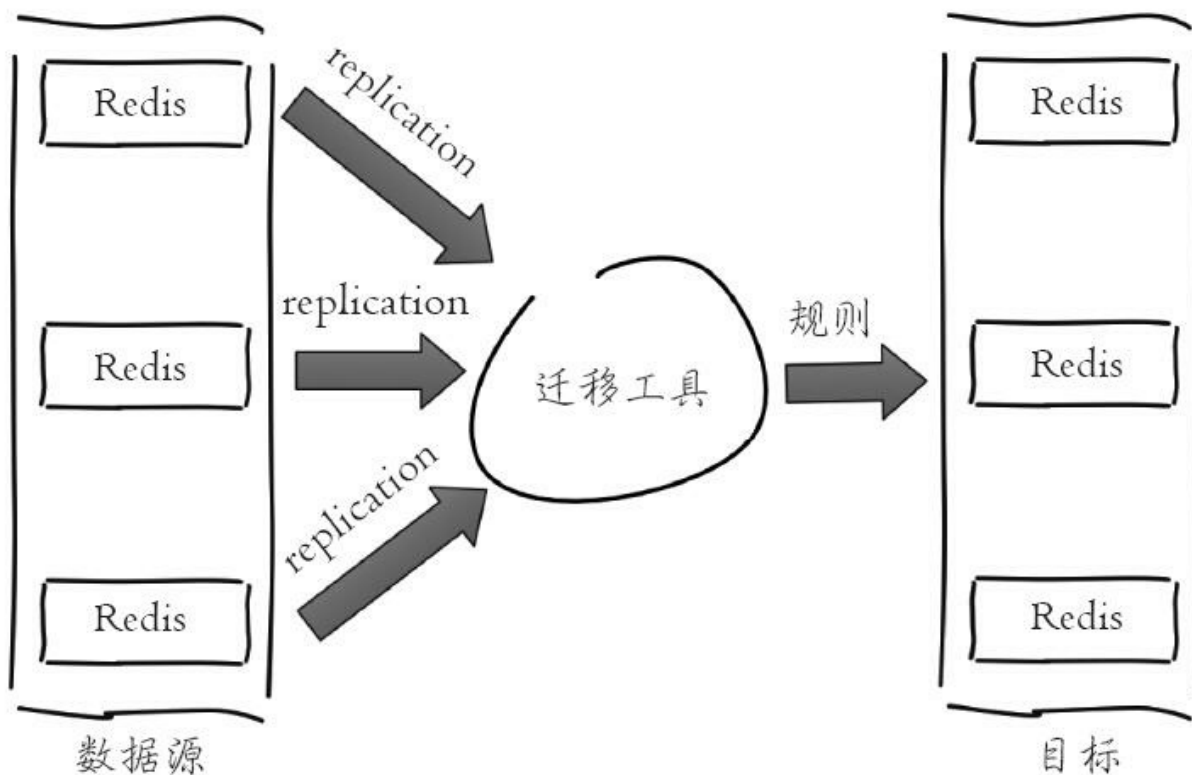 Redis
Redis
Redis
数据源
replication
replication
replication
迁移工具
规则
Redis
Redis
Redis
目标